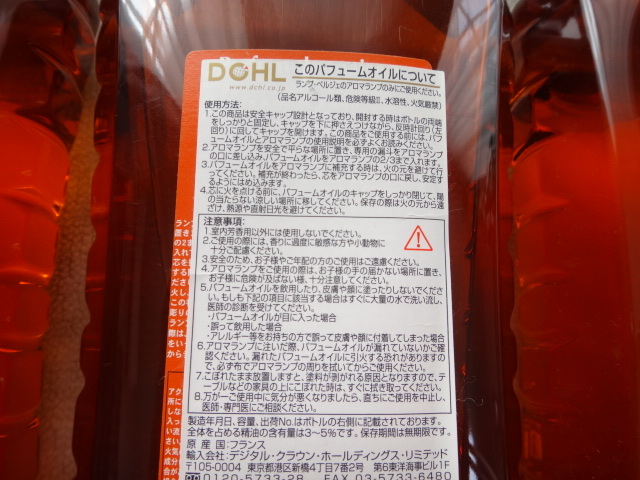 DCHL
www.dchl.co.jp
このパフュームオイルについて
ランプ・ベルジェのアロマランプのみにご使用ください。
（品名アルコール類、危険等級II、水溶性、火気厳禁）
使用方法：
1.この商品は安全キャップ設計となっており、開封する時はボトルの両端
をしっかりと固定し、キャップを下に押さえつけながら、反時計回り（左
回り）に回してキャップを開けます。この商品をご使用する前には、パフ
ュームオイルとアロマランプの使用説明を必ずよくお読みください。
2.アロマランプを安全で平らな場所に置き、専用の漏斗をアロマランプ
の口に差し込み、パフュームオイルをアロマランプの2/3まで入れます。
3.パフュームオイルをアロマランプに補充する時は、火の元を避けて行
ってください。補充が終わったら、芯をアロマランプの口に戻し、安定す
るようにはめ込みます。
4.芯に火を点ける前に、パフュームオイルのキャップをしっかり閉じて、陽
の当たらない涼しい場所に移してください。保存の際は火の元から遠
ざけ、熱源や直射日光を避けてください。
注意事項：
1.室内芳香用以外には使用しないでください。
2.ご使用の際には、香りに過度に敏感な方や小動物に
十分ご配慮ください。
3.安全のため、お子様やご年配の方のご使用はご遠慮ください。
4.アロマランプをご使用の際は、お子様の手の届かない場所に置き、
お子様に危険が及ばない様、十分注意してください。
5.パフュームオイルを飲用したり、皮膚や顔に塗ったりしないでくださ
い。もしも下記の項目に該当する場合はすぐに大量の水で洗い流し、
医師の診断を受けてください。
・パフュームオイルが目に入った場合
・誤って飲用した場合
・アレルギー等をお持ちの方で誤って皮膚や顔に付着してしまった場合
6.アロマランプに注いだ際、パフュームオイルが漏れていないかご確
認ください。漏れたパフュームオイルに引火する恐れがありますの
で、必ず布でアロマランプの周りを拭いてからご使用ください。
7.こぼれたまま放置しますと、塗料が剥がれる原因となりますので、テ
ーブルなどの家具の上にこぼれた時は、すぐに拭き取ってください。
8.万が一ご使用中に気分が悪くなりましたら、直ちにご使用を中止し、
医師・専門医にご相談ください。
製造年月日、容量、出荷No.はボトルの右側に記載されております。
全体を占める精油の含有量は3～5％です。保存期間は無期限です。
原 産 国：フランス
輸入会社：デジタル・クラウン・ホールディングス・リミテッド
〒105-0004 東京都港区新橋4丁目7番 第6東洋海事ビル1F
0120-5733-28 FAX 03-5733-6480